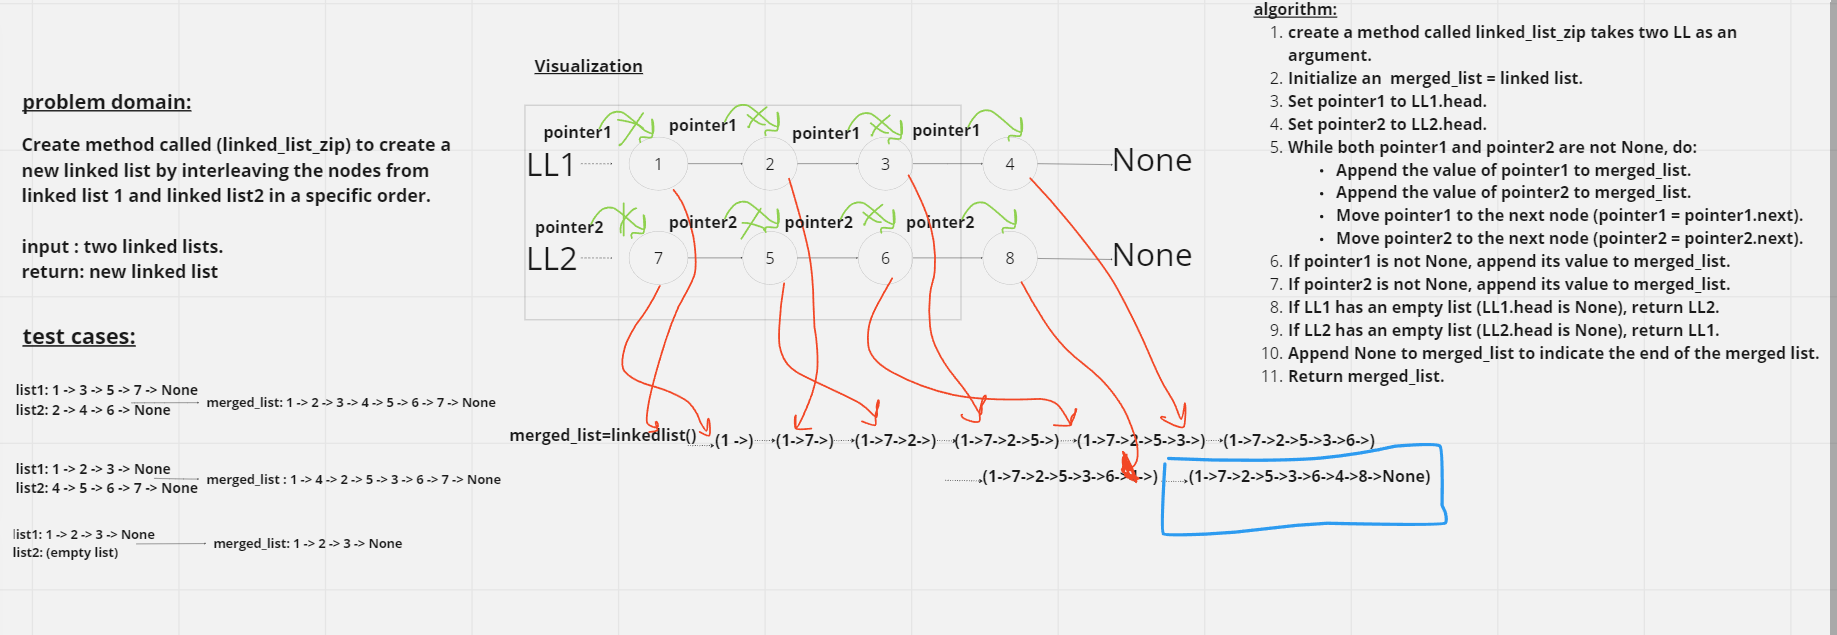 problem domain:
Create method called (linked_list_zip) to create a
new linked list by interleaving the nodes from
linked list 1 and linked list2 in a specific order.
input : two linked lists.
return: new linked list
test cases:
list1: 1 -> 3 -> 5 -> 7 -> None
list2: 2 -> 4 -> 6 -> None
merged_list: 1 -> 2 -> 3 -> 4 -> 5 -> 6 -> 7 -> None
list1: 1 -> 2 -> 3 -> None
list2: 4 -> 5 -> 6 -> 7 -> None
merged_list : 1 -> 4 -> 2 -> 5 -> 3 -> 6 -> 7 -> None
list1: 1 -> 2 -> 3 -> None
list2: (empty list)
merged_list: 1 -> 2 -> 3 -> None
Visualization
pointer1 pointer1 pointer1 pointer1
LL1 1 2 3 4 None
pointer2 pointer2 pointer2 pointer2
LL2 7 5 6 8 None
merged_list=linkedlist() (1 ->) (1->7->) (1->7->2->) (1->7->2->5->) (1->7->2->5->3->) (1->7->2->5->3->6->)
(1->7->2->5->3->6->4->) (1->7->2->5->3->6->4->8->None)
algorithm:
1. create a method called linked_list_zip takes two LL as an
argument.
2. Initialize an merged_list = linked list.
3. Set pointer1 to LL1.head.
4. Set pointer2 to LL2.head.
5. While both pointer1 and pointer2 are not None, do:
• Append the value of pointer1 to merged_list.
• Append the value of pointer2 to merged_list.
• Move pointer1 to the next node (pointer1 = pointer1.next).
• Move pointer2 to the next node (pointer2 = pointer2.next).
6. If pointer1 is not None, append its value to merged_list.
7. If pointer2 is not None, append its value to merged_list.
8. If LL1 has an empty list (LL1.head is None), return LL2.
9. If LL2 has an empty list (LL2.head is None), return LL1.
10. Append None to merged_list to indicate the end of the merged list.
11. Return merged_list.